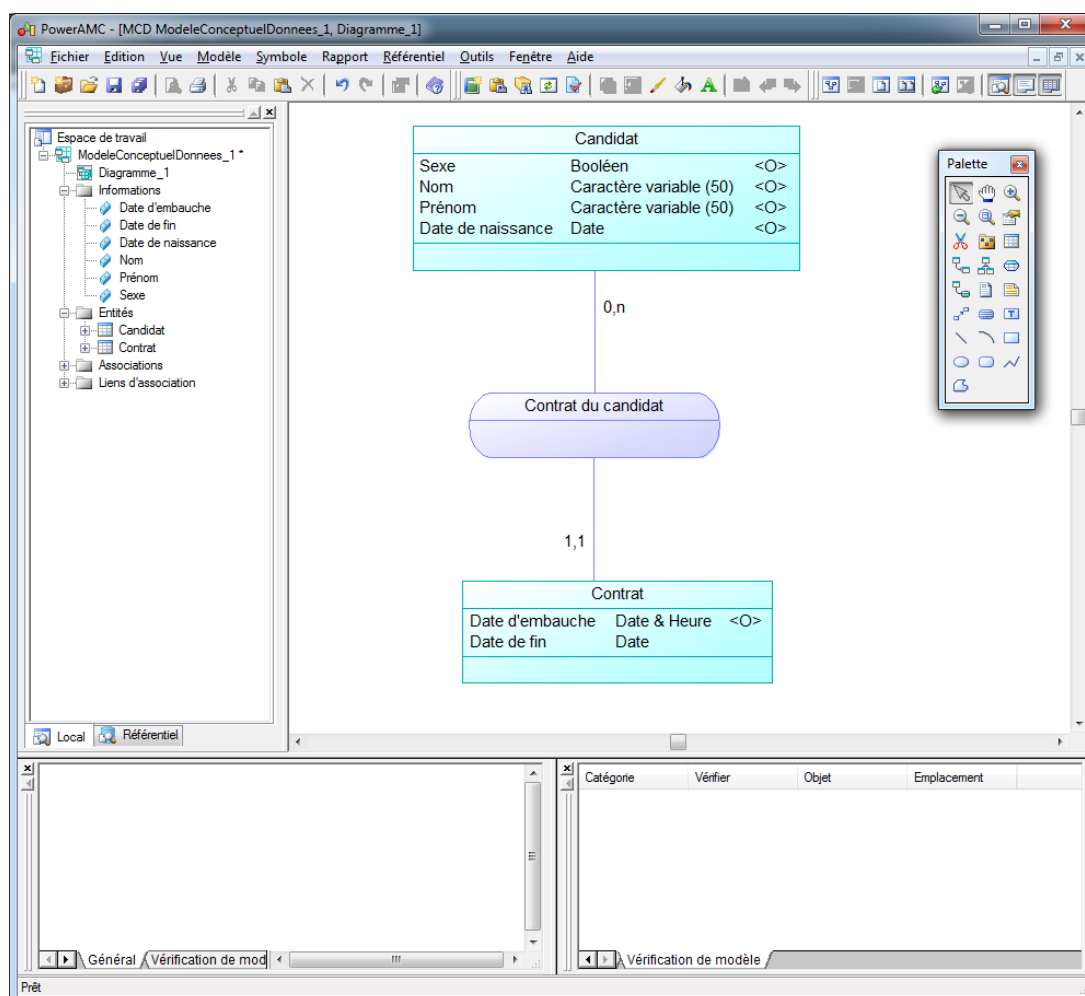 PowerAMC - [MCD ModeleConceptuelDonnees_1, Diagramme_1]
Fichier Edition Vue Modèle Symbole Rapport Référentiel Outils Fenêtre Aide
Espace de travail
ModeleConceptuelDonnees_1 *
Diagramme_1
Informations
Date d'embauche
Date de fin
Date de naissance
Nom
Prénom
Sexe
Entités
Candidat
Contrat
Associations
Liens d'association
Local Référentiel
Candidat
Sexe Booléen <O>
Nom Caractère variable (50) <O>
Prénom Caractère variable (50) <O>
Date de naissance Date <O>
0,n
Contrat du candidat
1,1
Contrat
Date d'embauche Date & Heure <O>
Date de fin Date
Palette
Général Vérification de mod
Catégorie Vérifier Objet Emplacement
Vérification de modèle
Prêt